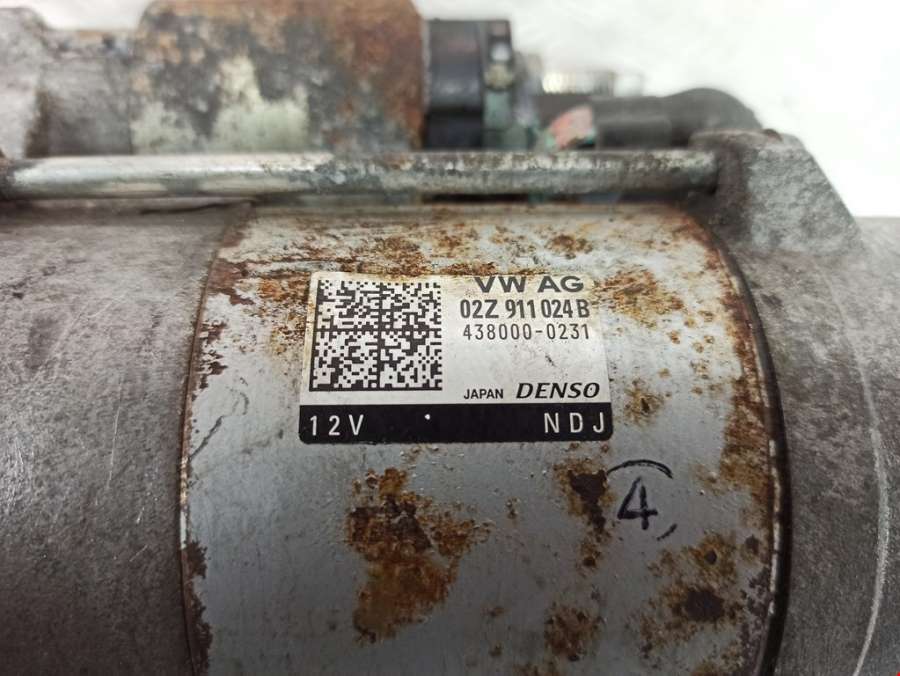 VW AG
02Z 911 024 B
438000-0231
JAPAN DENSO
12V NDJ
4